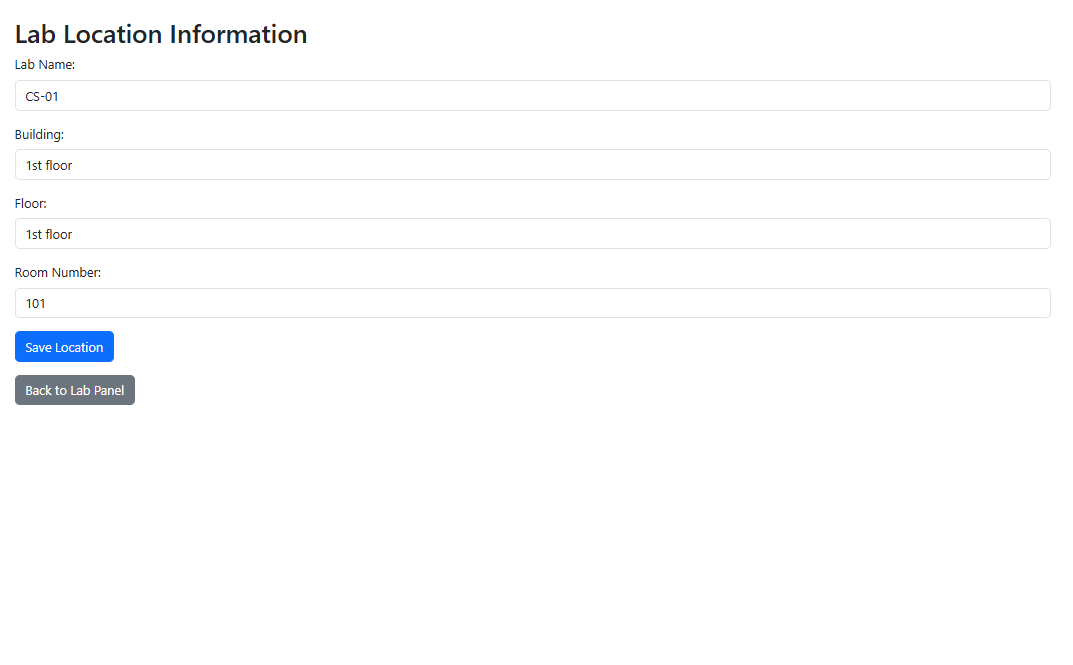 Lab Location Information
Lab Name:
CS-01
Building:
1st floor
Floor:
1st floor
Room Number:
101
Save Location
Back to Lab Panel